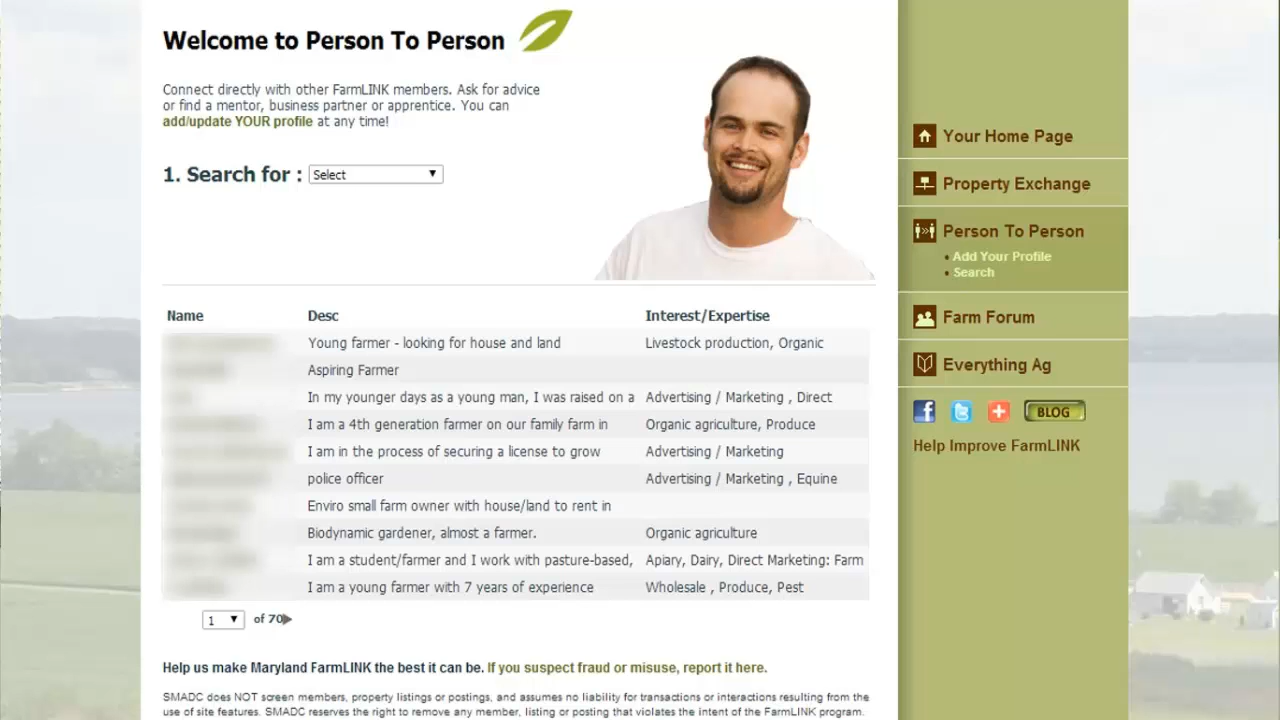 Welcome to Person To Person
Connect directly with other FarmLINK members. Ask for advice
or find a mentor, business partner or apprentice. You can
add/update YOUR profile at any time!
1. Search for : Select
Name Desc Interest/Expertise
Young farmer - looking for house and land Livestock production, Organic
Aspiring Farmer
In my younger days as a young man, I was raised on a Advertising / Marketing , Direct
I am a 4th generation farmer on our family farm in Organic agriculture, Produce
I am in the process of securing a license to grow Advertising / Marketing
police officer Advertising / Marketing , Equine
Enviro small farm owner with house/land to rent in
Biodynamic gardener, almost a farmer. Organic agriculture
I am a student/farmer and I work with pasture-based, Apiary, Dairy, Direct Marketing: Farm
I am a young farmer with 7 years of experience Wholesale , Produce, Pest
1 of 70
Help us make Maryland FarmLINK the best it can be. If you suspect fraud or misuse, report it here.
SMADC does NOT screen members, property listings or postings, and assumes no liability for transactions or interactions resulting from the
use of site features. SMADC reserves the right to remove any member, listing or posting that violates the intent of the FarmLINK program.
Your Home Page
Property Exchange
Person To Person
• Add Your Profile
• Search
Farm Forum
Everything Ag
BLOG
Help Improve FarmLINK